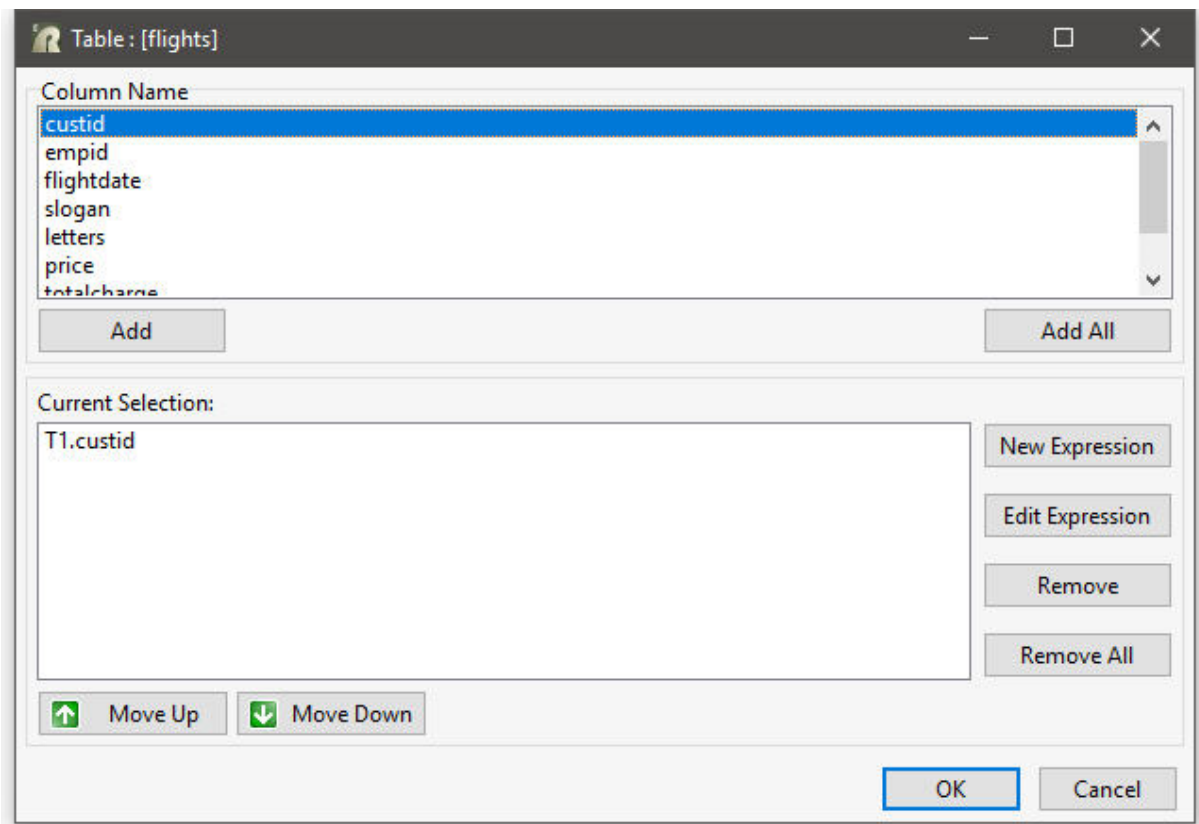 Table : [flights]
Column Name
custid
empid
flightdate
slogan
letters
price
totalcharge
Add
Add All
Current Selection:
T1.custid
New Expression
Edit Expression
Remove
Remove All
Move Up
Move Down
OK
Cancel